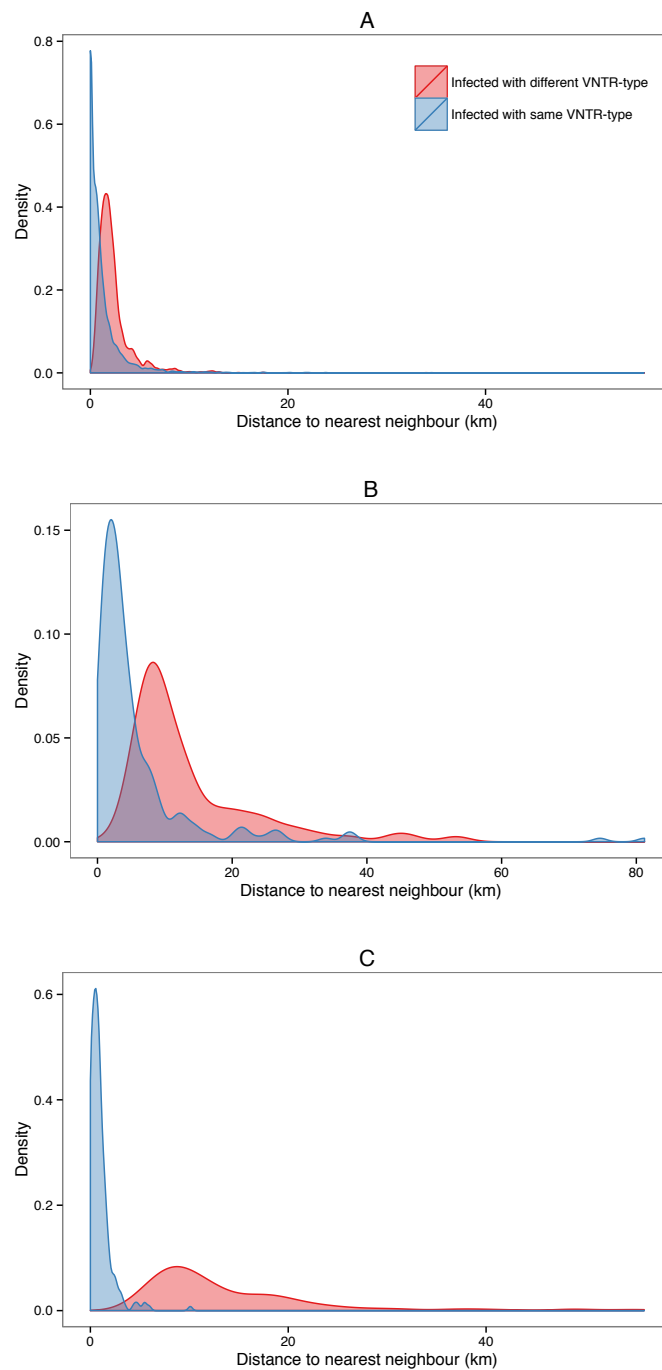 A
0.8
0.6
0.4
0.2
0.0
Density
Infected with different VNTR-type
Infected with same VNTR-type
0 20 40
Distance to nearest neighbour (km)
B
0.15
0.10
0.05
0.00
Density
0 20 40 60 80
Distance to nearest neighbour (km)
C
0.6
0.4
0.2
0.0
Density
0 20 40
Distance to nearest neighbour (km)